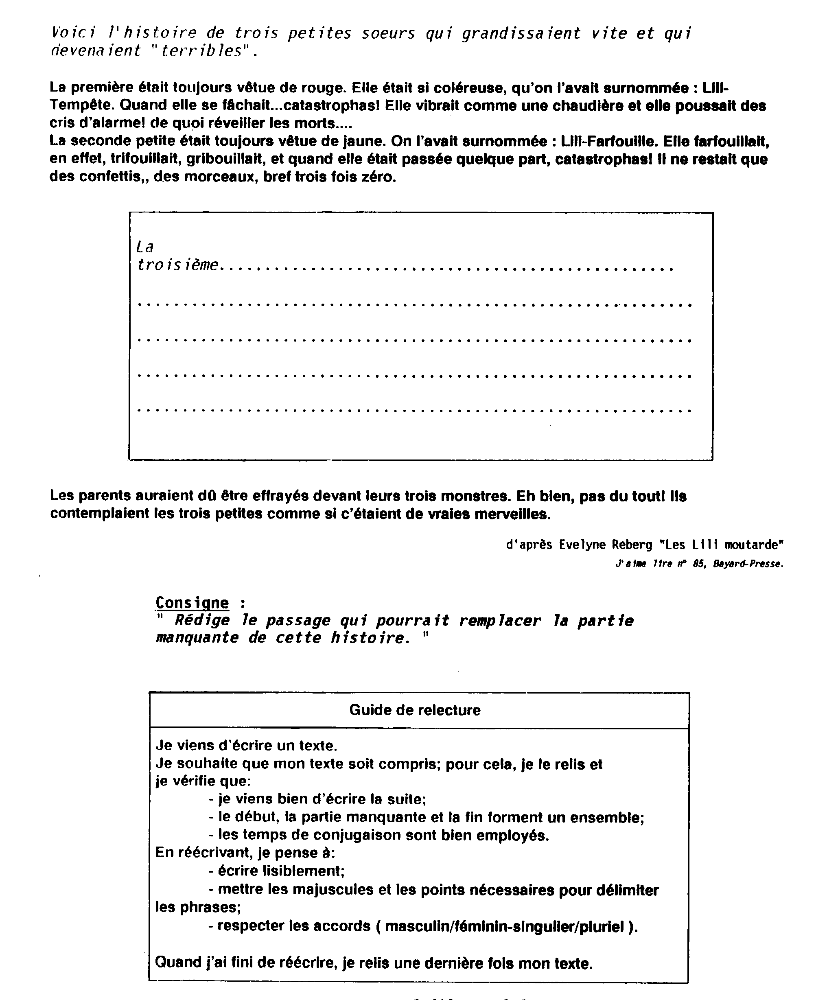 Voici l'histoire de trois petites soeurs qui grandissaient vite et qui
devenaient "terribles".
La première était toujours vêtue de rouge. Elle était si coléreuse, qu'on l'avait surnommée : Lili-
Tempête. Quand elle se fâchait...catastrophas! Elle vibrait comme une chaudière et elle poussait des
cris d'alarme! de quoi réveiller les morts....
La seconde petite était toujours vêtue de jaune. On l'avait surnommée : Lili-Farfouille. Elle farfouillait,
en effet, trifouillait, gribouillait, et quand elle était passée quelque part, catastrophas! Il ne restait que
des confettis,, des morceaux, bref trois fois zéro.
La
troisième..................................................
.............................................................
.............................................................
.............................................................
.............................................................
Les parents auraient dû être effrayés devant leurs trois monstres. Eh bien, pas du tout! Ils
contemplaient les trois petites comme si c'étaient de vraies merveilles.
d'après Evelyne Reberg "Les Lili moutarde"
J'aime lire n° 85, Bayard-Presse.
Consigne :
" Rédige le passage qui pourrait remplacer la partie
manquante de cette histoire. "
Guide de relecture
Je viens d'écrire un texte.
Je souhaite que mon texte soit compris; pour cela, je le relis et
je vérifie que:
- je viens bien d'écrire la suite;
- le début, la partie manquante et la fin forment un ensemble;
- les temps de conjugaison sont bien employés.
En réécrivant, je pense à:
- écrire lisiblement;
- mettre les majuscules et les points nécessaires pour délimiter
les phrases;
- respecter les accords ( masculin/féminin-singulier/pluriel ).
Quand j'ai fini de réécrire, je relis une dernière fois mon texte.